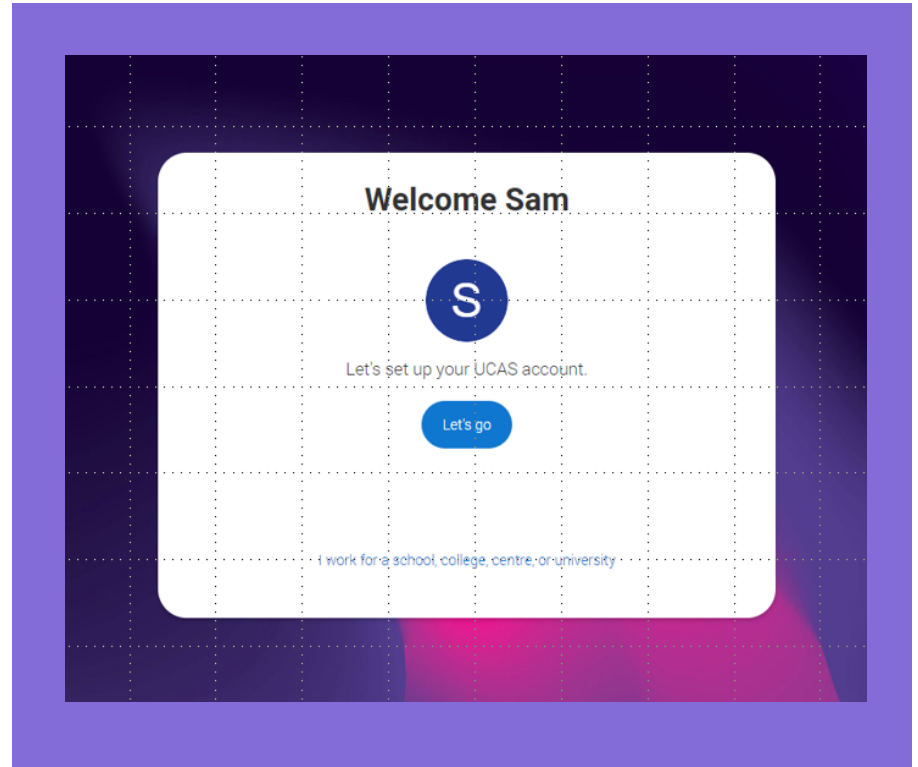 Welcome Sam
S
Let's set up your UCAS account.
Let's go
I work for a school, college, centre, or university